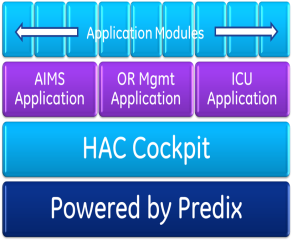 Application Modules
AIMS
Application
OR Mgmt
Application
ICU
Application
HAC Cockpit
Powered by Predix